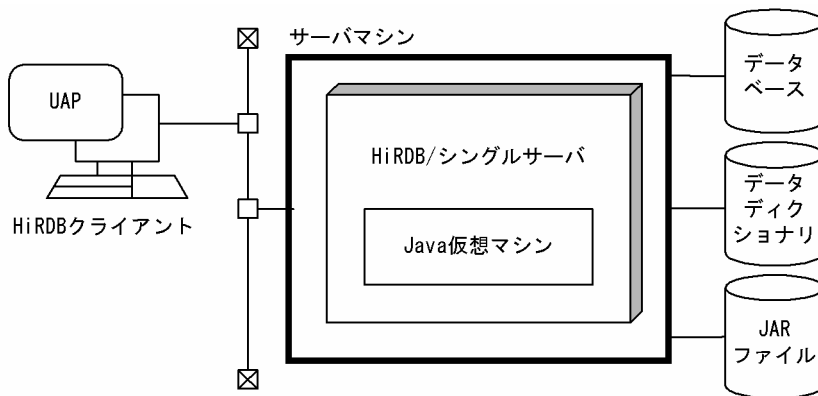 サーバマシン
UAP
HiRDBクライアント
HiRDB/シングルサーバ
Java仮想マシン
データ
ベース
データ
ディク
ショナリ
JAR
ファイル